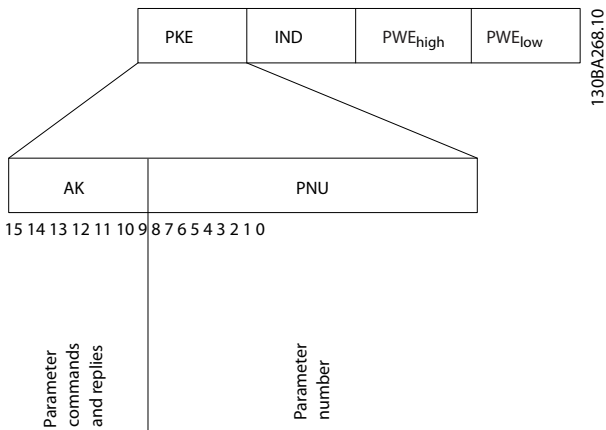 PKE IND PWEhigh PWElow
130BA268.10
AK PNU
15 14 13 12 11 10 9 8 7 6 5 4 3 2 1 0
Parameter
commands
and replies
Parameter
number